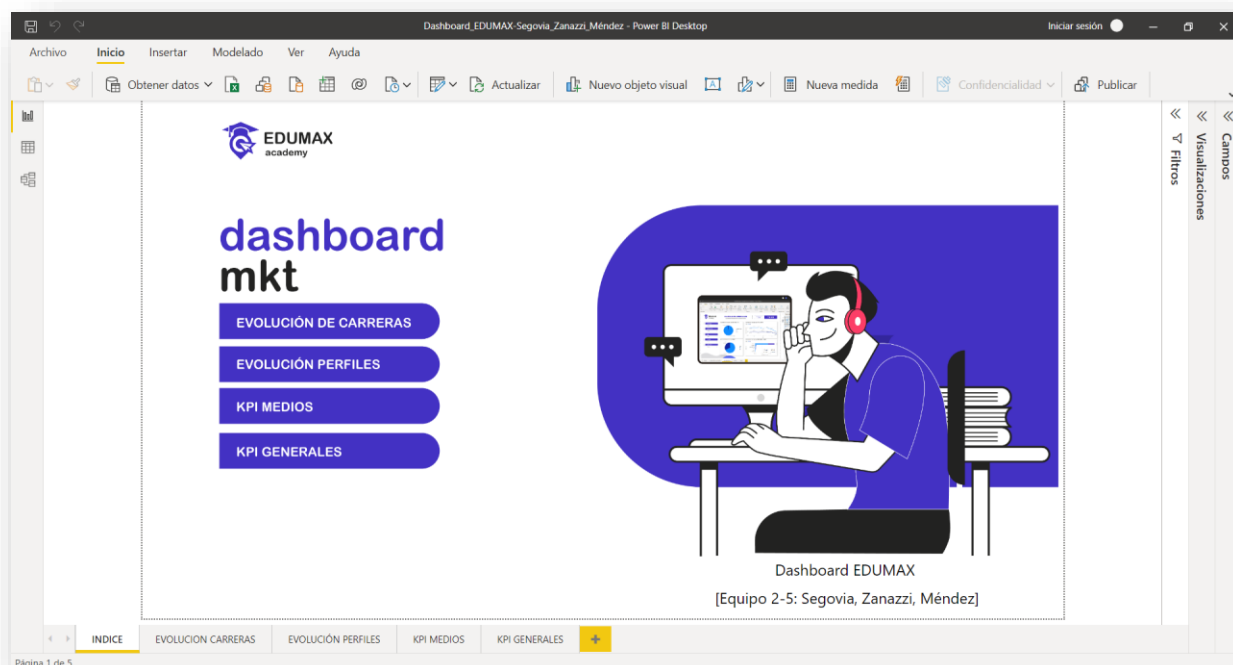 Dashboard_EDUMAX-Segovia_Zanazzi_Méndez - Power BI Desktop
Iniciar sesión
Archivo Inicio Insertar Modelado Ver Ayuda
Obtener datos Actualizar Nuevo objeto visual Nueva medida Confidencialidad Publicar
Filtros
Visualizaciones
Campos
EDUMAX
academy
dashboard
mkt
EVOLUCIÓN DE CARRERAS
EVOLUCIÓN PERFILES
KPI MEDIOS
KPI GENERALES
Dashboard EDUMAX
[Equipo 2-5: Segovia, Zanazzi, Méndez]
INDICE EVOLUCION CARRERAS EVOLUCIÓN PERFILES KPI MEDIOS KPI GENERALES
Página 1 de 5